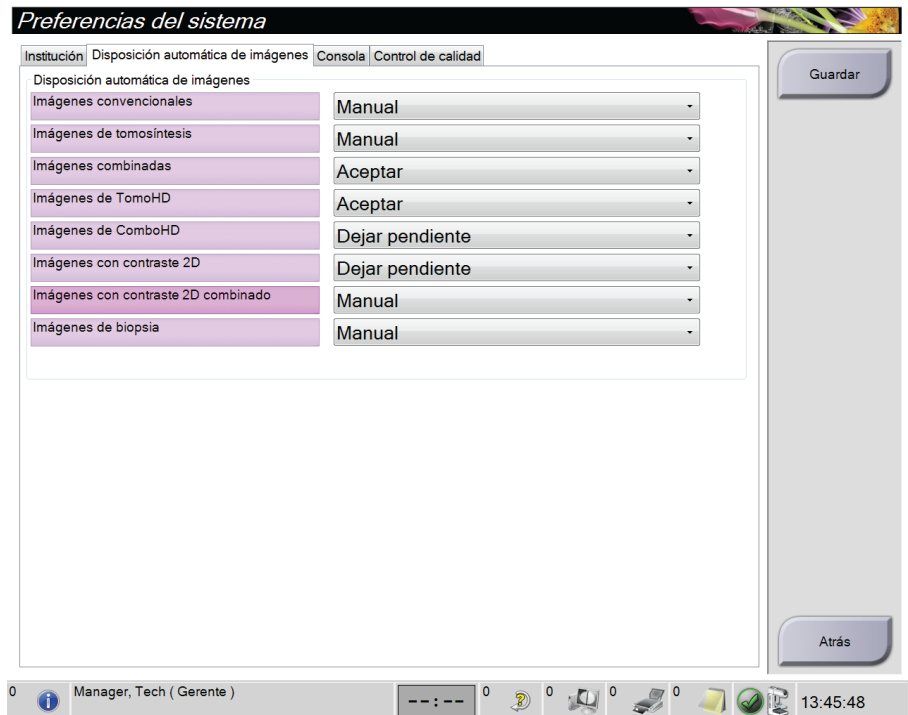 Preferencias del sistema
Institución Disposición automática de imágenes Consola Control de calidad
Guardar
Disposición automática de imágenes
Imágenes convencionales Manual
Imágenes de tomosíntesis Manual
Imágenes combinadas Aceptar
Imágenes de TomoHD Aceptar
Imágenes de ComboHD Dejar pendiente
Imágenes con contraste 2D Dejar pendiente
Imágenes con contraste 2D combinado Manual
Imágenes de biopsia Manual
Atrás
0 Manager, Tech ( Gerente ) --:-- 0 0 0 0 13:45:48